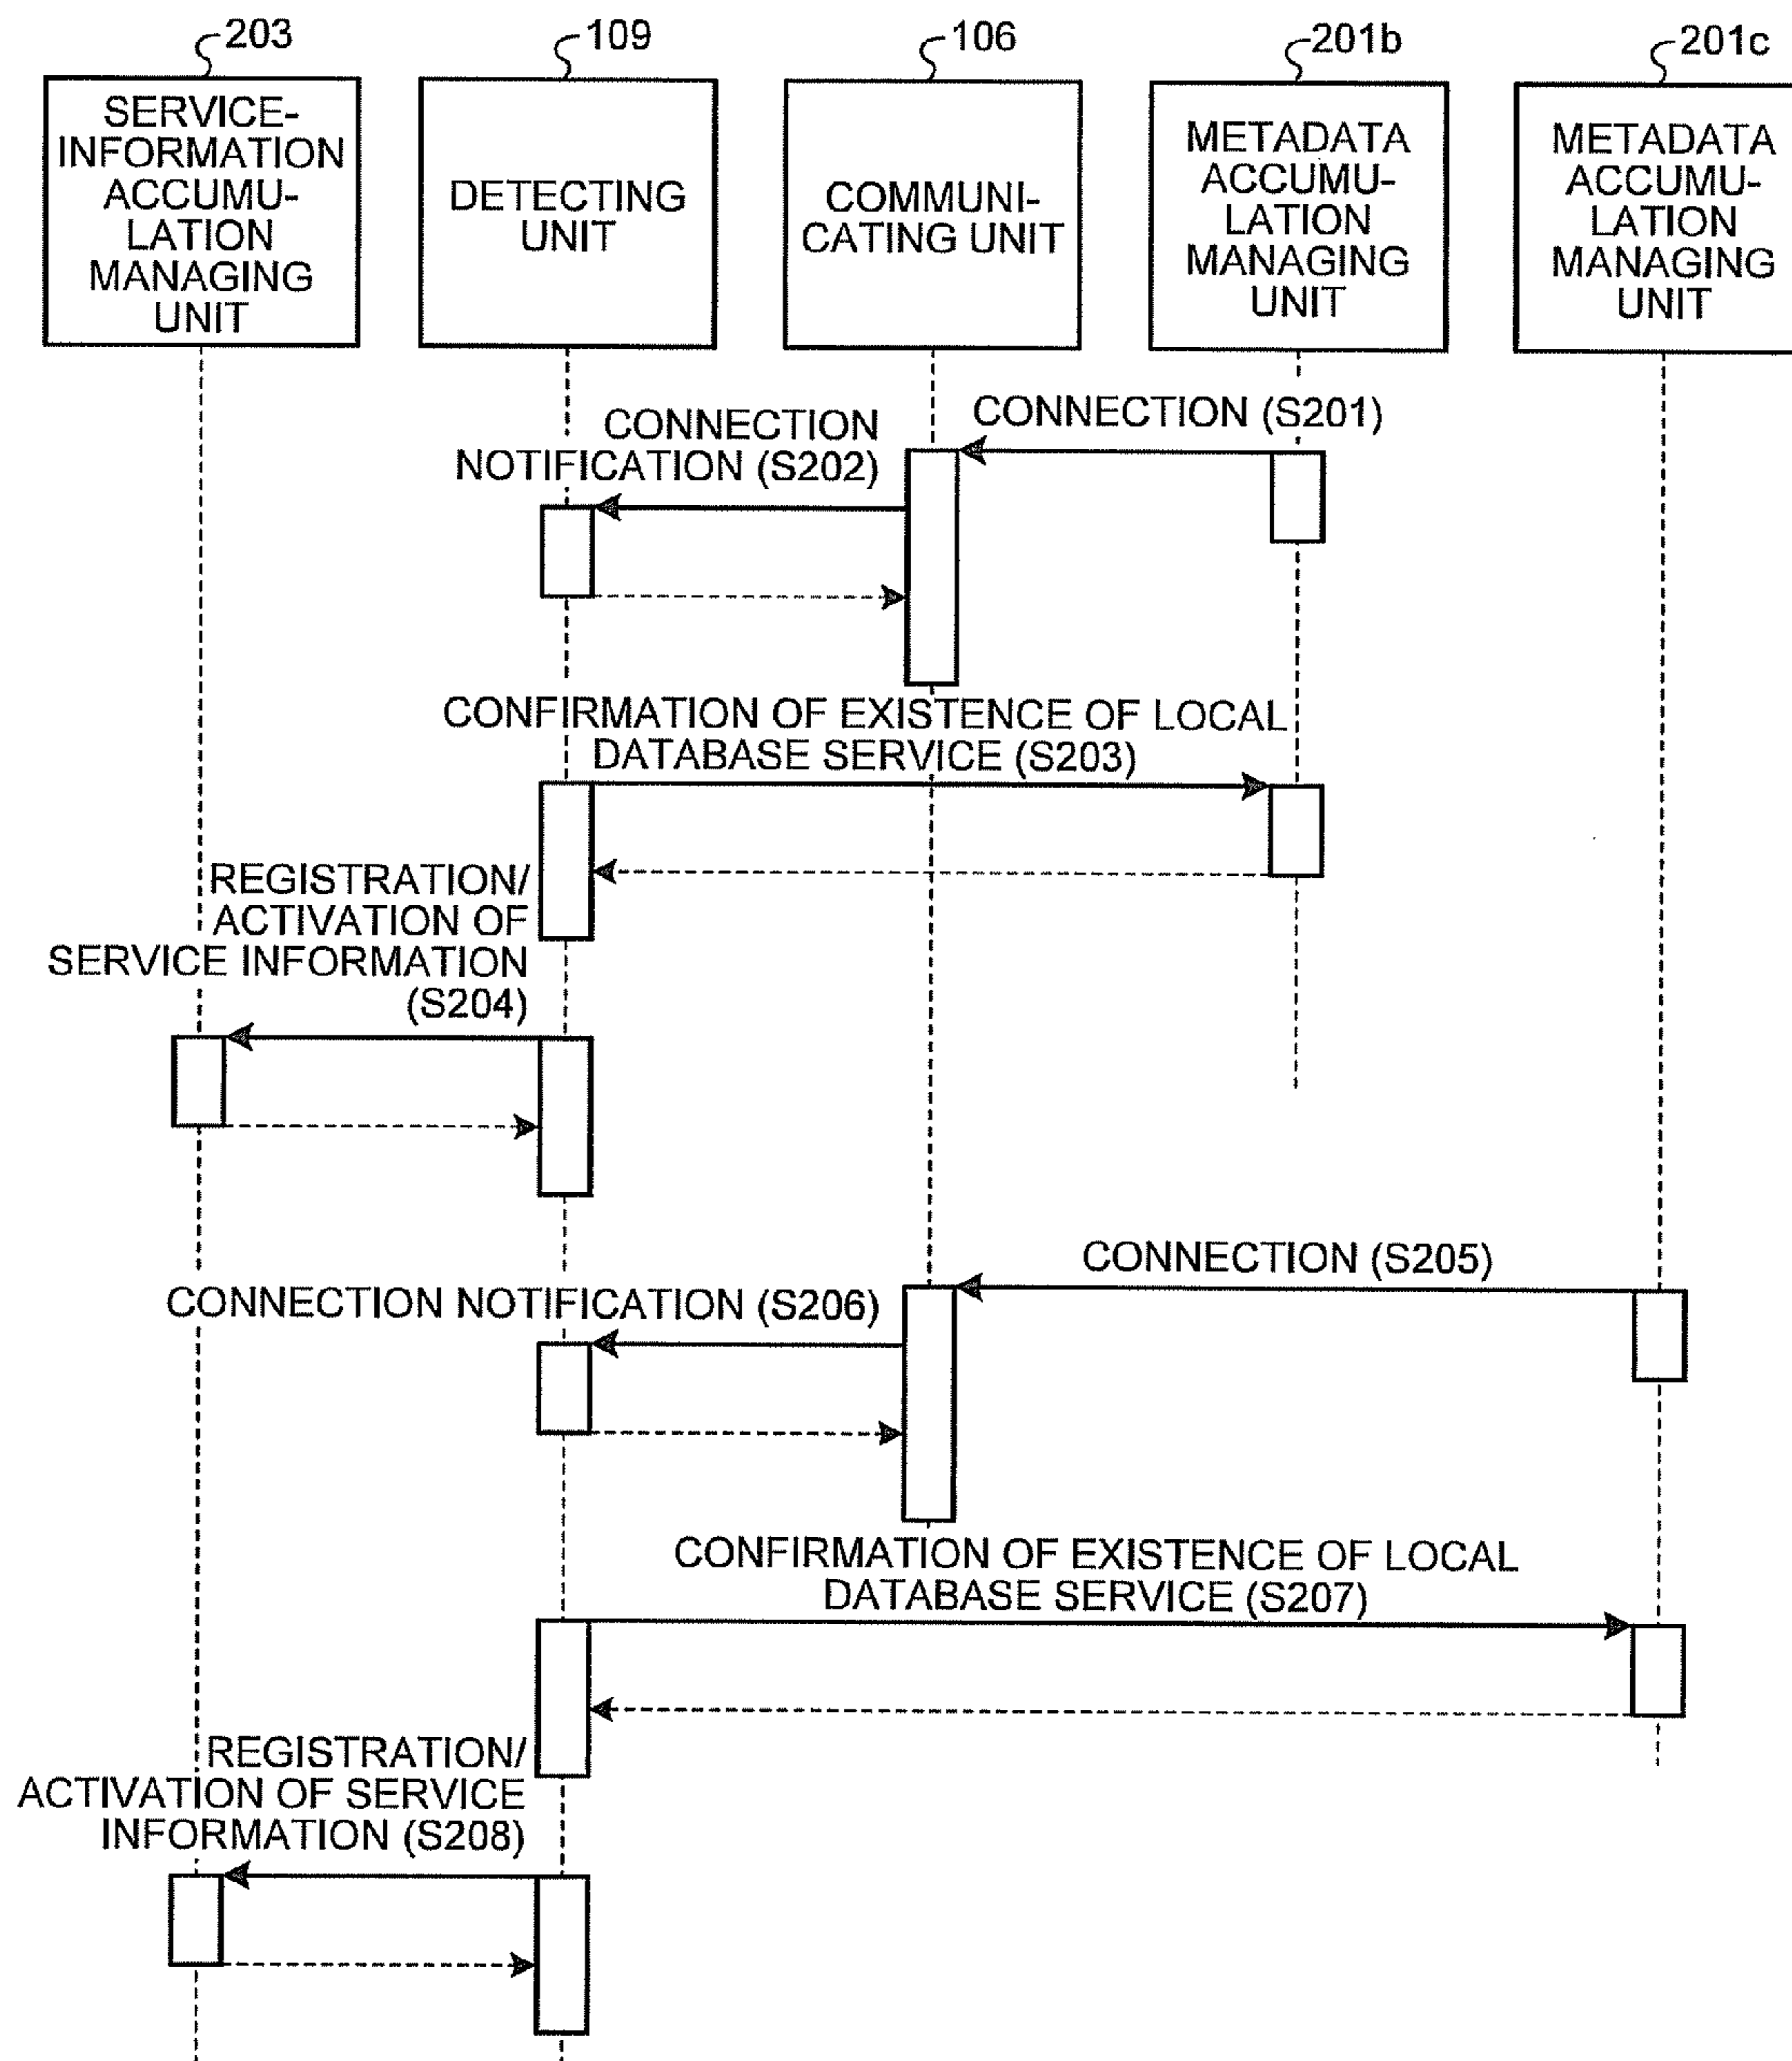 203
109
106
201b
201c
SERVICE-
INFORMATION
ACCUMU-
LATION
MANAGING
UNIT
DETECTING
UNIT
COMMUNI-
CATING UNIT
METADATA
ACCUMU-
LATION
MANAGING
UNIT
METADATA
ACCUMU-
LATION
MANAGING
UNIT
CONNECTION (S201)
CONNECTION
NOTIFICATION (S202)
CONFIRMATION OF EXISTENCE OF LOCAL
DATABASE SERVICE (S203)
REGISTRATION/
ACTIVATION OF
SERVICE INFORMATION
(S204)
CONNECTION (S205)
CONNECTION NOTIFICATION (S206)
CONFIRMATION OF EXISTENCE OF LOCAL
DATABASE SERVICE (S207)
REGISTRATION/
ACTIVATION OF SERVICE
INFORMATION (S208)